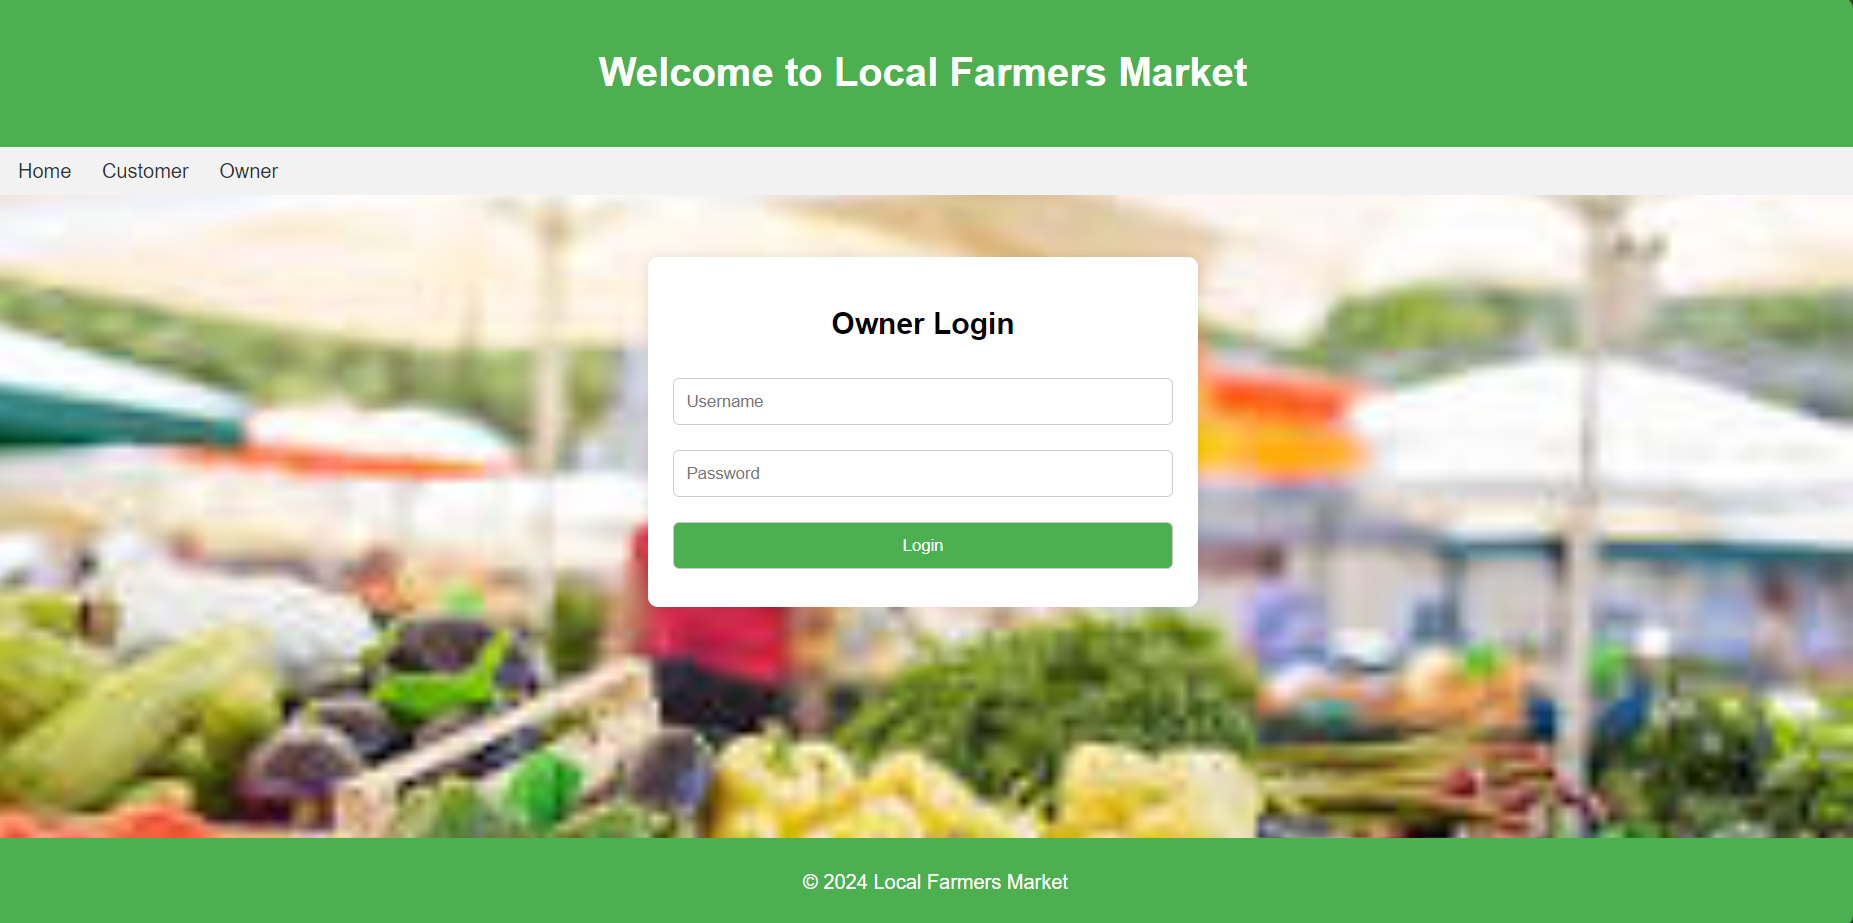 Welcome to Local Farmers Market
Home Customer Owner
Owner Login
Username
Password
Login
© 2024 Local Farmers Market